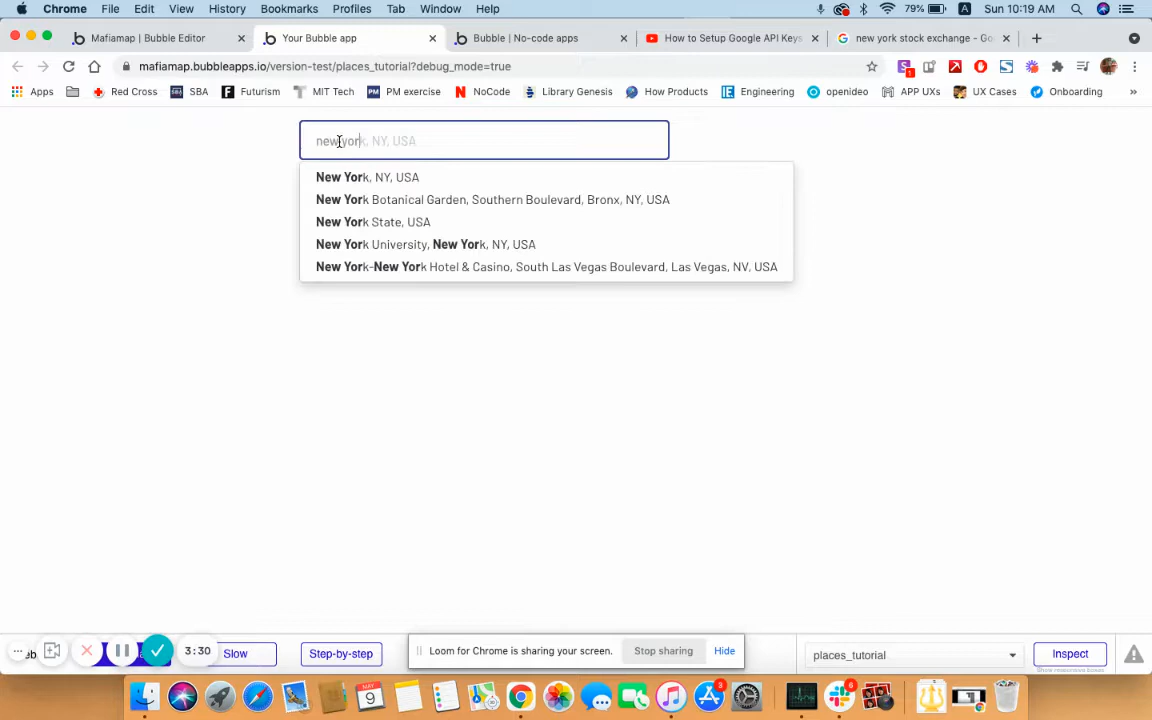 Chrome File Edit View History Bookmarks Profiles Tab Window Help 79% A Sun 10:19 AM
Mafiamap | Bubble Editor Your Bubble app Bubble | No-code apps How to Setup Google API Keys new york stock exchange - Go
mafiamap.bubbleapps.io/version-test/places_tutorial?debug_mode=true
Apps Red Cross SBA Futurism MIT Tech PM exercise NoCode Library Genesis How Products Engineering openideo APP UXs UX Cases Onboarding »
new york, NY, USA
New York, NY, USA
New York Botanical Garden, Southern Boulevard, Bronx, NY, USA
New York State, USA
New York University, New York, NY, USA
New York-New York Hotel & Casino, South Las Vegas Boulevard, Las Vegas, NV, USA
3:30 Slow Step-by-step Loom for Chrome is sharing your screen. Stop sharing Hide places_tutorial Inspect